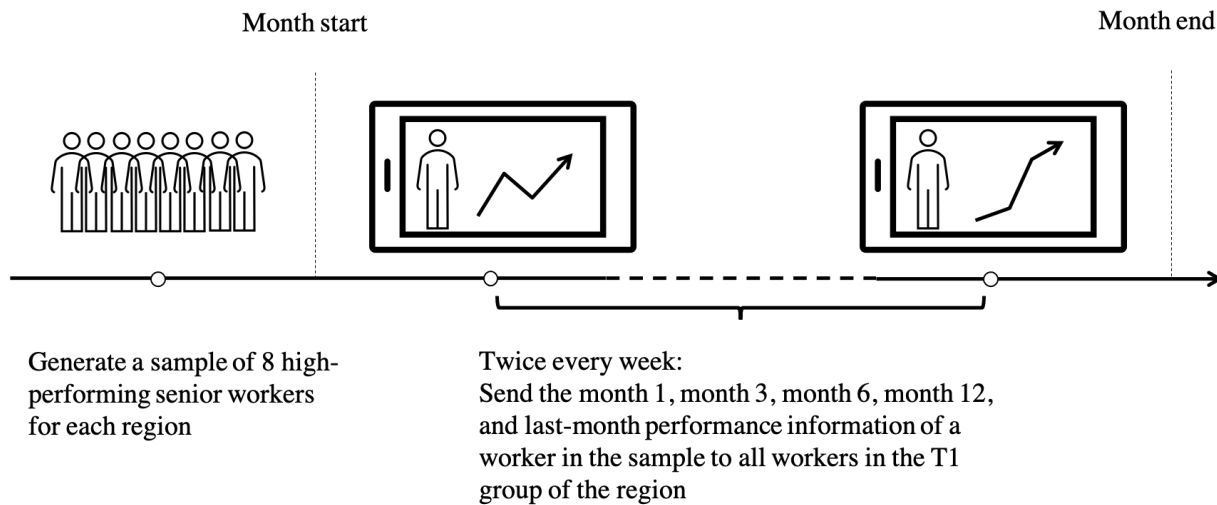 Month start
Month end
Generate a sample of 8 high-
performing senior workers
for each region
Twice every week:
Send the month 1, month 3, month 6, month 12,
and last-month performance information of a
worker in the sample to all workers in the T1
group of the region